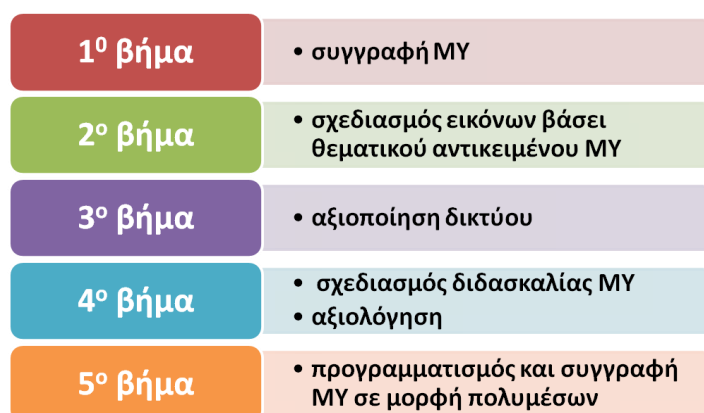 1⁰ βήμα
• συγγραφή ΜΥ
2ο βήμα
• σχεδιασμός εικόνων βάσει
θεματικού αντικειμένου ΜΥ
3ο βήμα
• αξιοποίηση δικτύου
4ο βήμα
• σχεδιασμός διδασκαλίας ΜΥ
• αξιολόγηση
5ο βήμα
• προγραμματισμός και συγγραφή
ΜΥ σε μορφή πολυμέσων